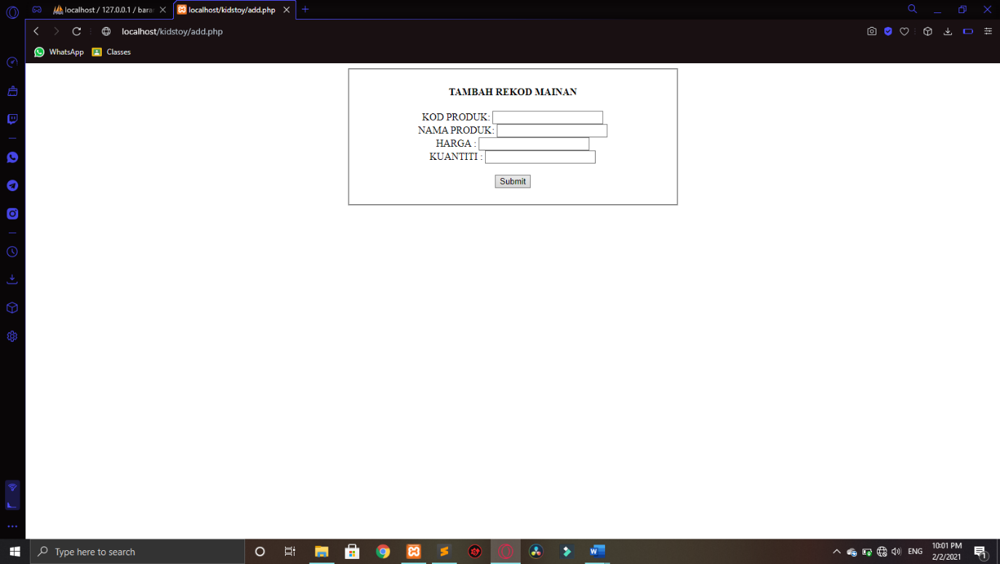 localhost / 127.0.0.1 / bara
localhost/kidstoy/add.php
localhost/kidstoy/add.php
WhatsApp
Classes
TAMBAH REKOD MAINAN
KOD PRODUK:
NAMA PRODUK:
HARGA :
KUANTITI :
Submit
Type here to search
ENG
10:01 PM
2/2/2021
1